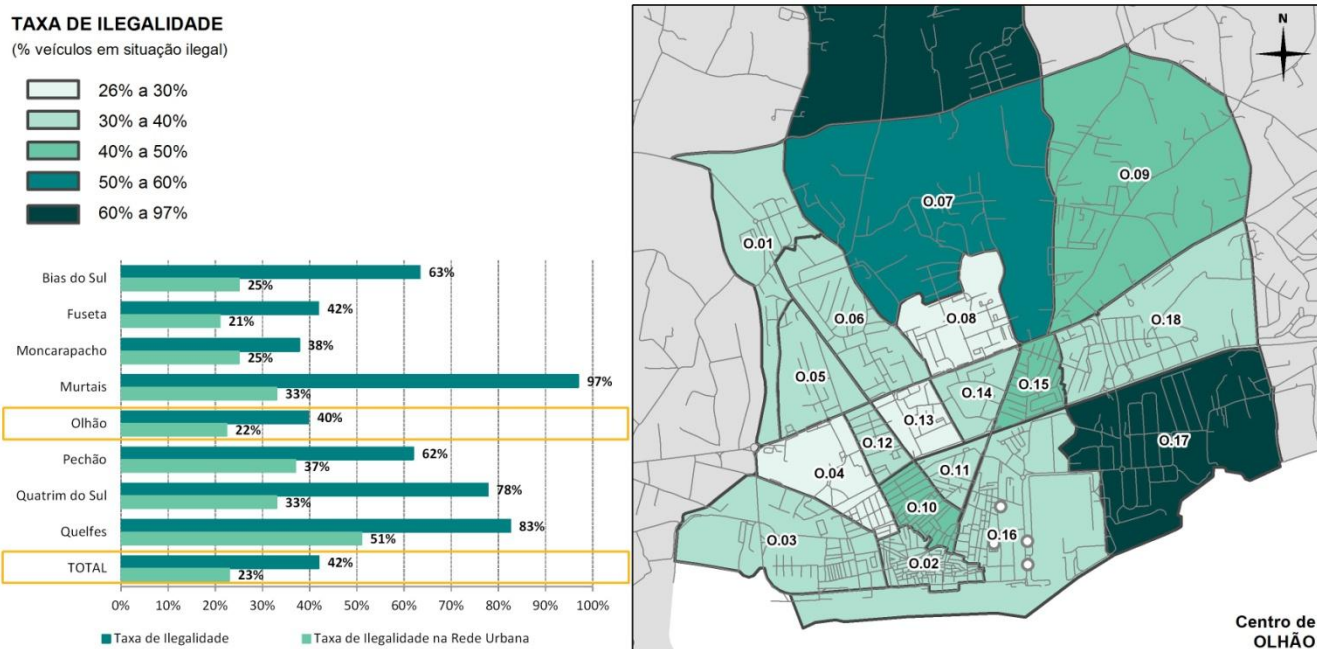 TAXA DE ILEGALIDADE
(% veículos em situação ilegal)
26% a 30%
30% a 40%
40% a 50%
50% a 60%
60% a 97%
Bias do Sul
63%
25%
Fuseta
42%
21%
Moncarapacho
38%
25%
Murtais
97%
33%
Olhão
40%
22%
Pechão
62%
37%
Quatrim do Sul
78%
33%
Quelfes
83%
51%
TOTAL
42%
23%
0% 10% 20% 30% 40% 50% 60% 70% 80% 90% 100%
Taxa de Ilegalidade
Taxa de Ilegalidade na Rede Urbana
N
O.09
O.07
O.01
O.06
O.08
O.18
O.05
O.14
O.15
O.13
O.12
O.17
O.04
O.11
O.10
O.16
O.03
O.02
Centro de
OLHÃO